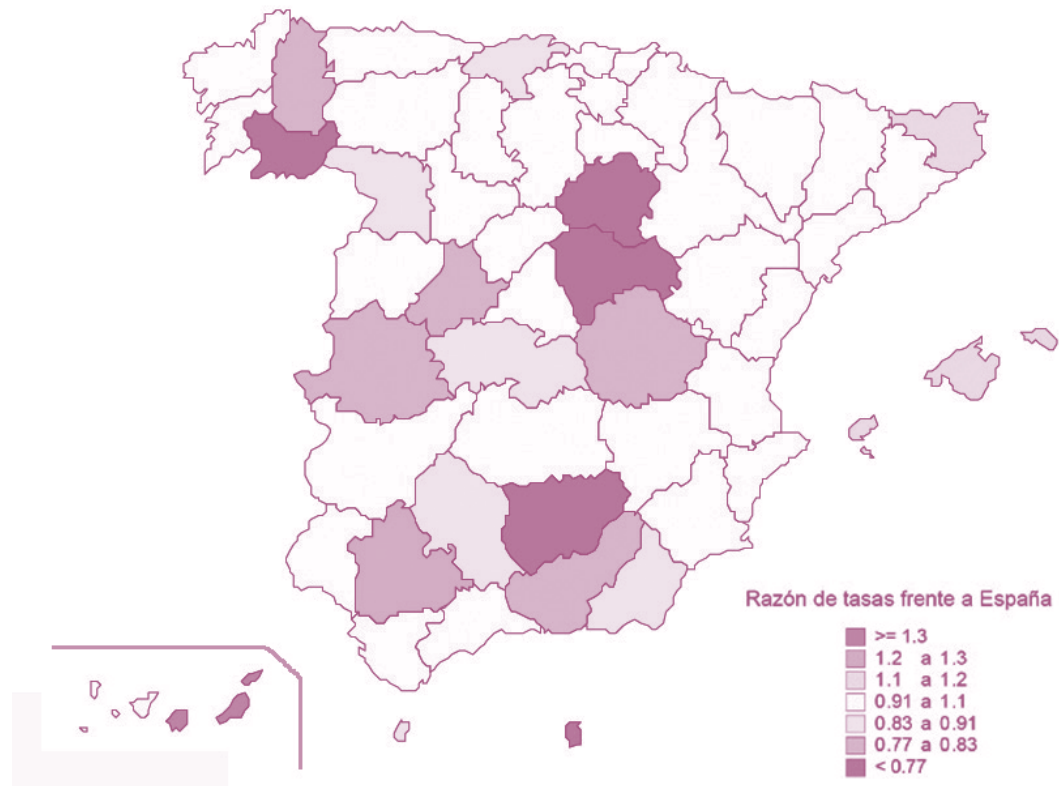 Razón de tasas frente a España
>= 1.3
1.2 a 1.3
1.1 a 1.2
0.91 a 1.1
0.83 a 0.91
0.77 a 0.83
< 0.77